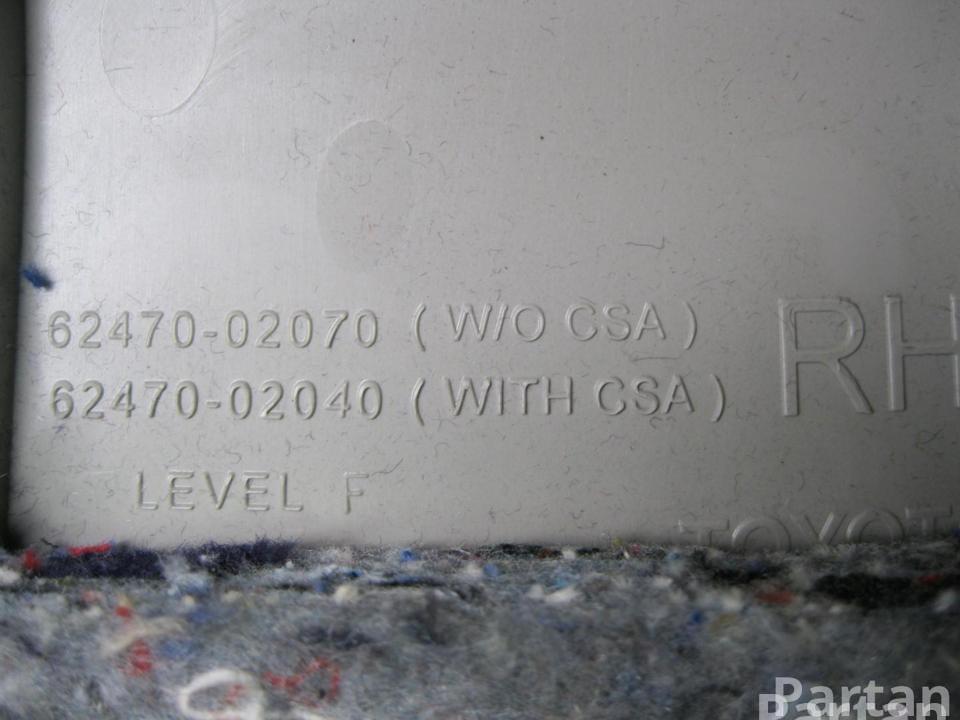 62470-02070 ( W/O CSA )
62470-02040 ( WITH CSA )
RH
LEVEL F
Partan